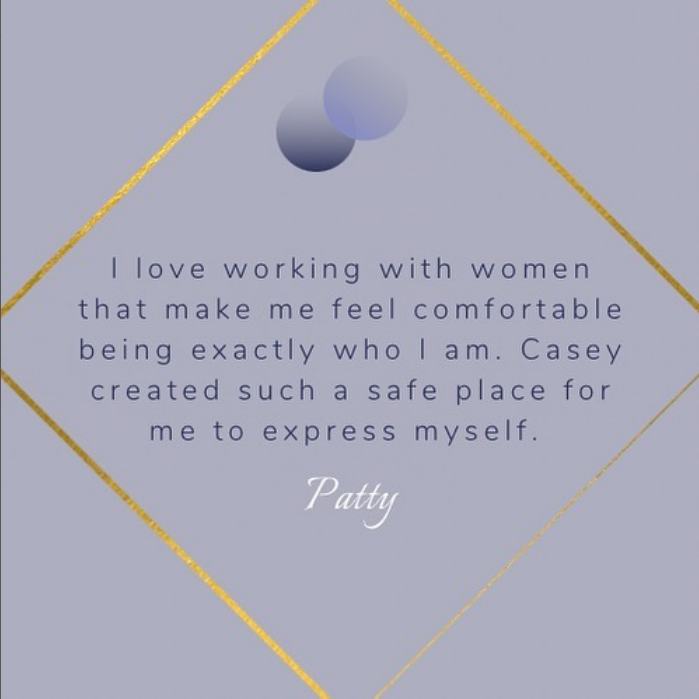 I love working with women
that make me feel comfortable
being exactly who I am. Casey
created such a safe place for
me to express myself.
Patty